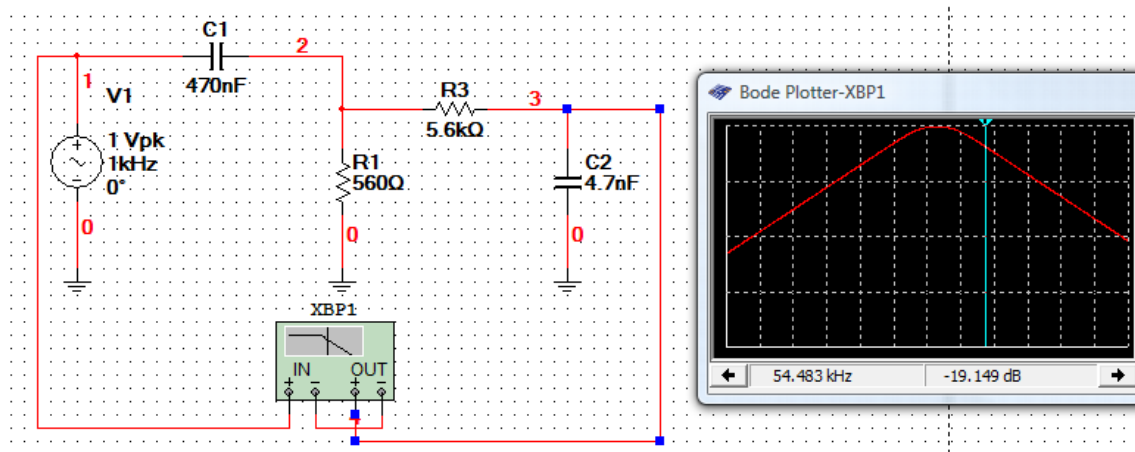 C1
2
470nF
1
V1
1 Vpk
1kHz
0°
0
R3
3
5.6kΩ
R1
560Ω
0
C2
4.7nF
0
XBP1
IN
OUT
+
−
+
−
Bode Plotter-XBP1
54.483 kHz
-19.149 dB